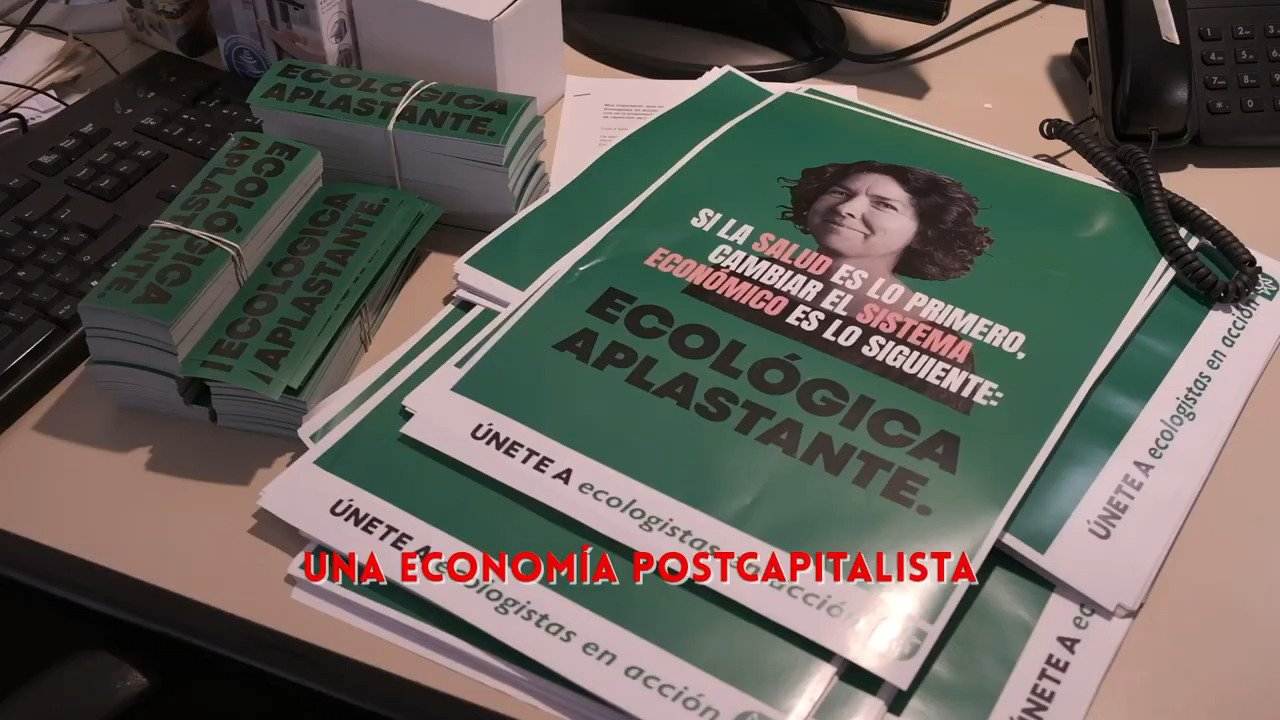 ECOLÓGICA
APLASTANTE.
ECOLÓGICA
APLASTANTE.
¡ECOLÓGICA
APLASTANTE.
SI LA SALUD ES LO PRIMERO,
CAMBIAR EL SISTEMA
ECONÓMICO ES LO SIGUIENTE:
ECOLÓGICA
APLASTANTE.
ÚNETE A ecologistas en acción
ÚNETE A ecologistas en acción
ÚNETE A ecologistas en acción
ÚNETE A ec
UNA ECONOMÍA POSTCAPITALISTA